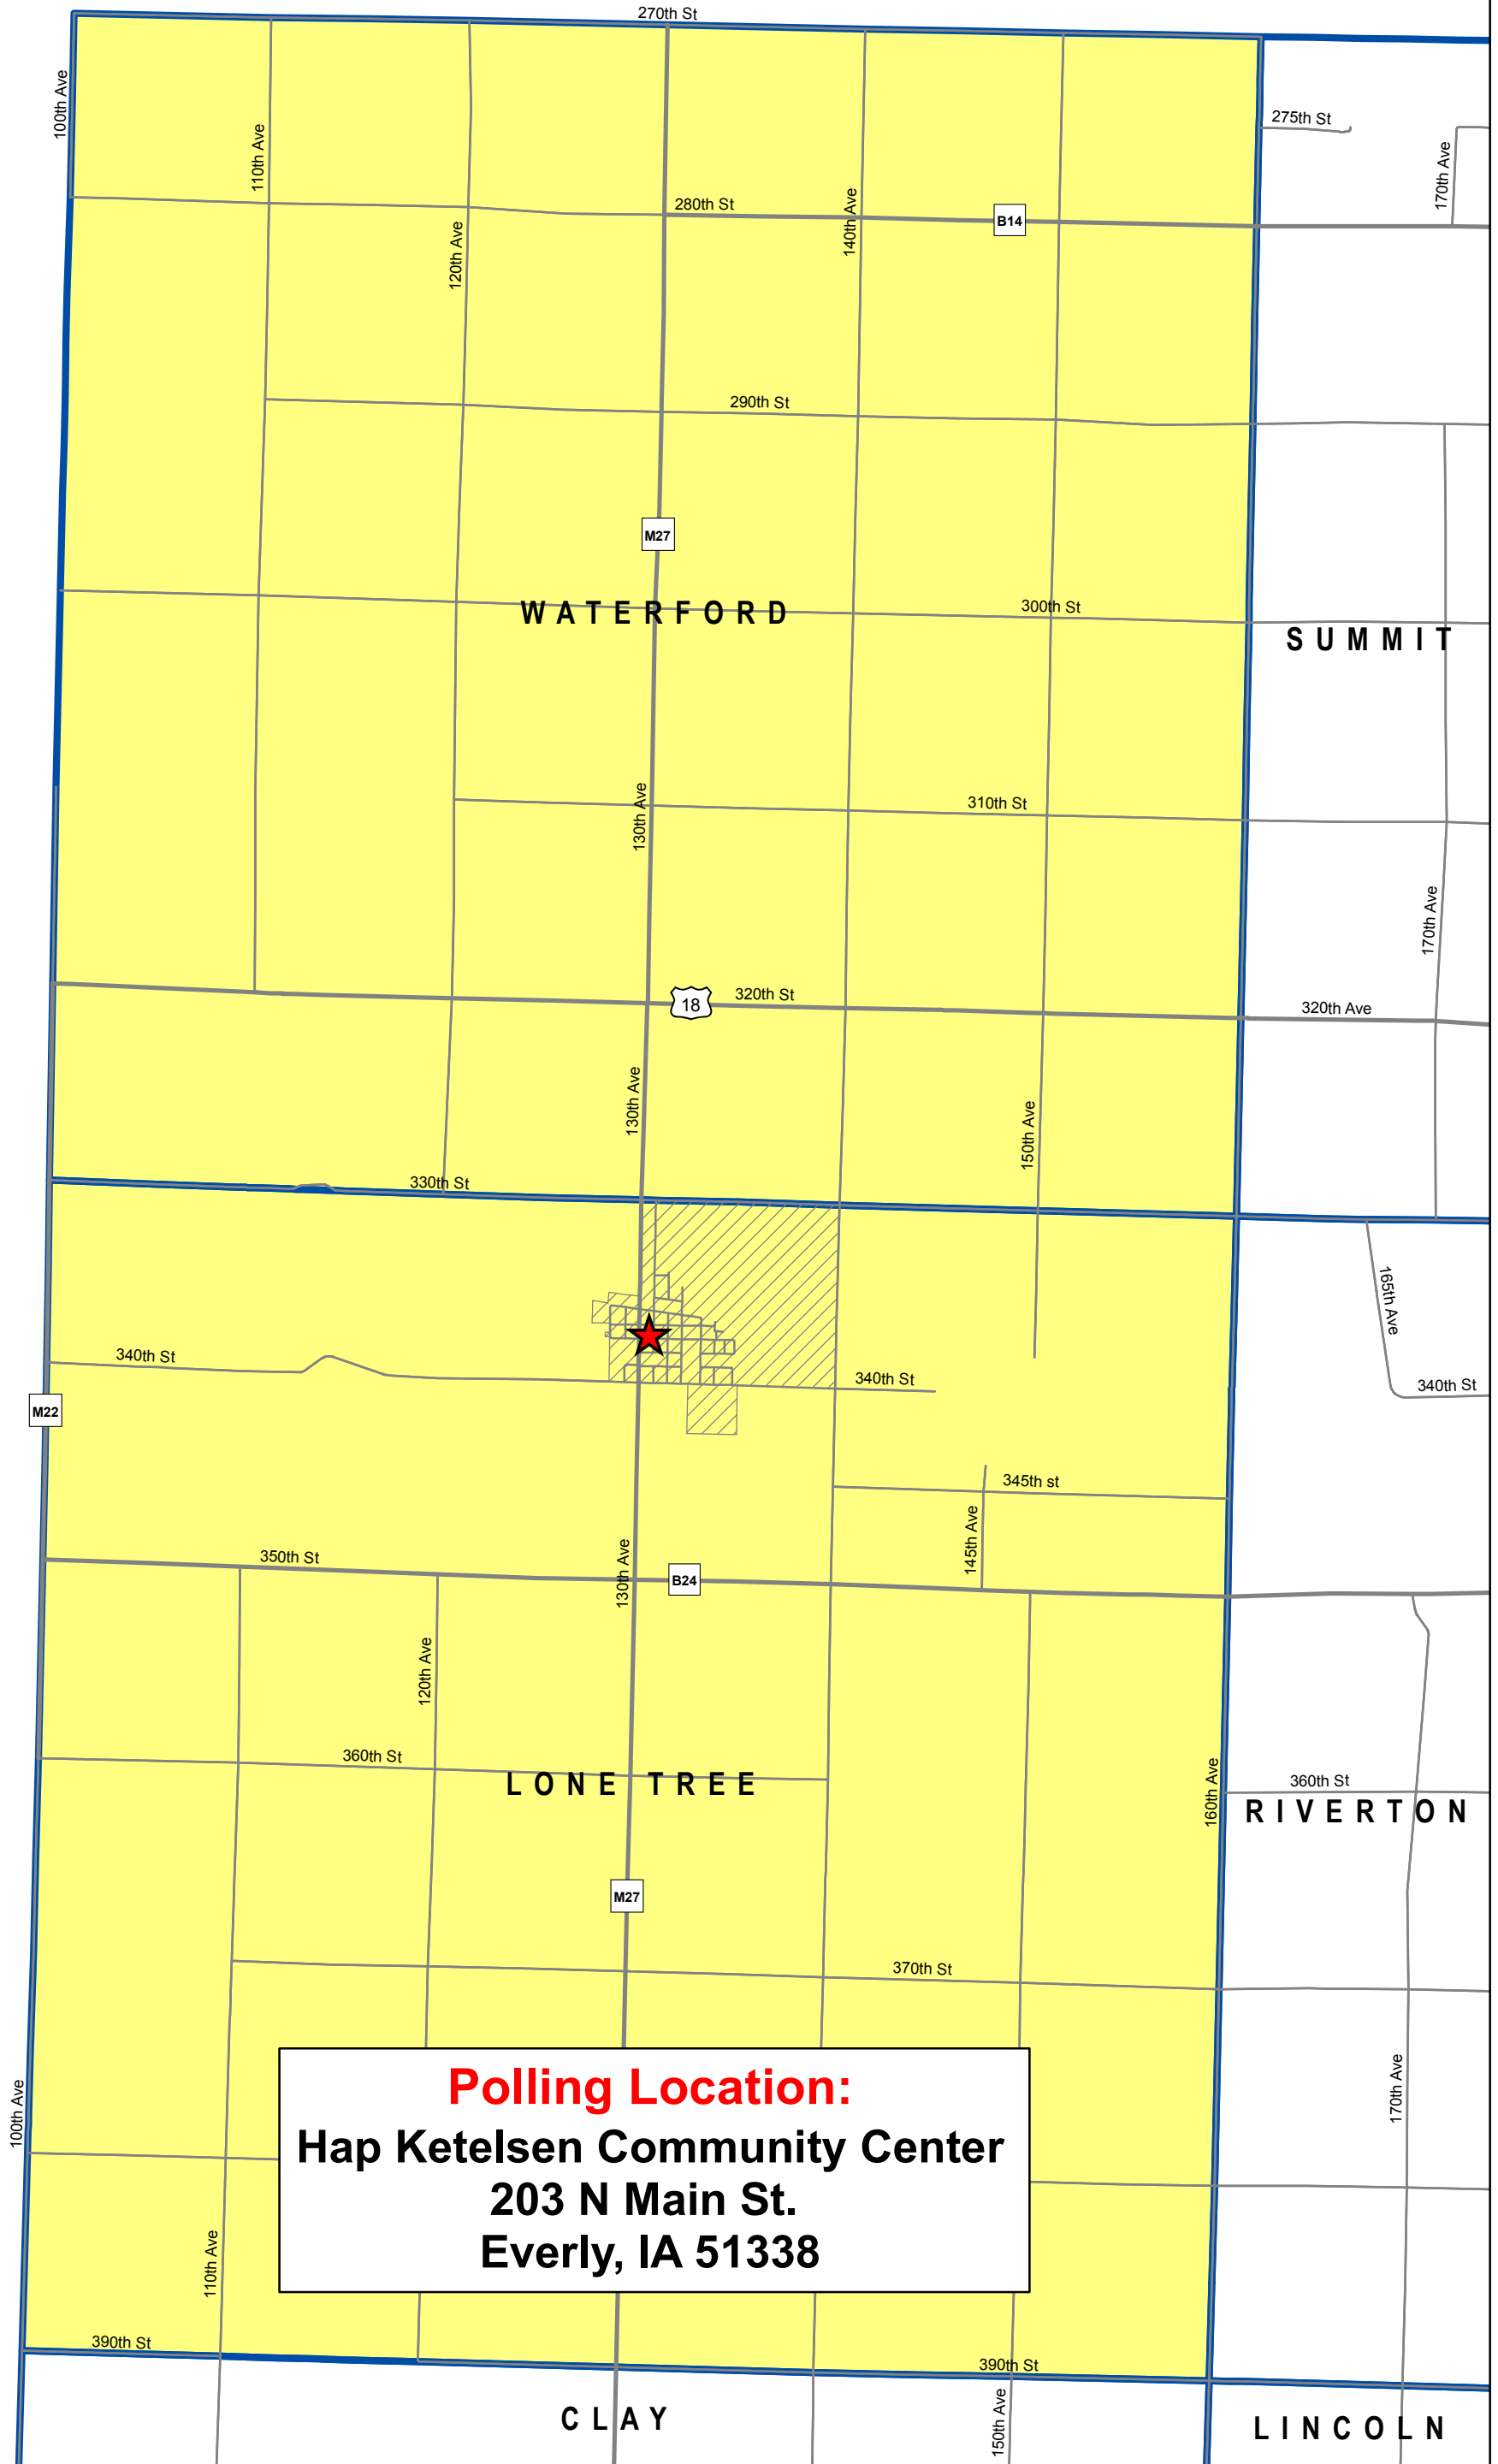 270th St
100th Ave
110th Ave
275th St
170th Ave
280th St
140th Ave
B14
120th Ave
290th St
M27
WATERFORD
300th St
SUMMIT
130th Ave
310th St
170th Ave
18
320th St
320th Ave
130th Ave
150th Ave
330th St
165th Ave
340th St
340th St
340th St
M22
345th st
145th Ave
350th St
130th Ave
B24
120th Ave
360th St
LONE TREE
160th Ave
360th St
RIVERTON
M27
370th St
100th Ave
170th Ave
Polling Location:
Hap Ketelsen Community Center
203 N Main St.
Everly, IA 51338
110th Ave
390th St
390th St
CLAY
150th Ave
LINCOLN